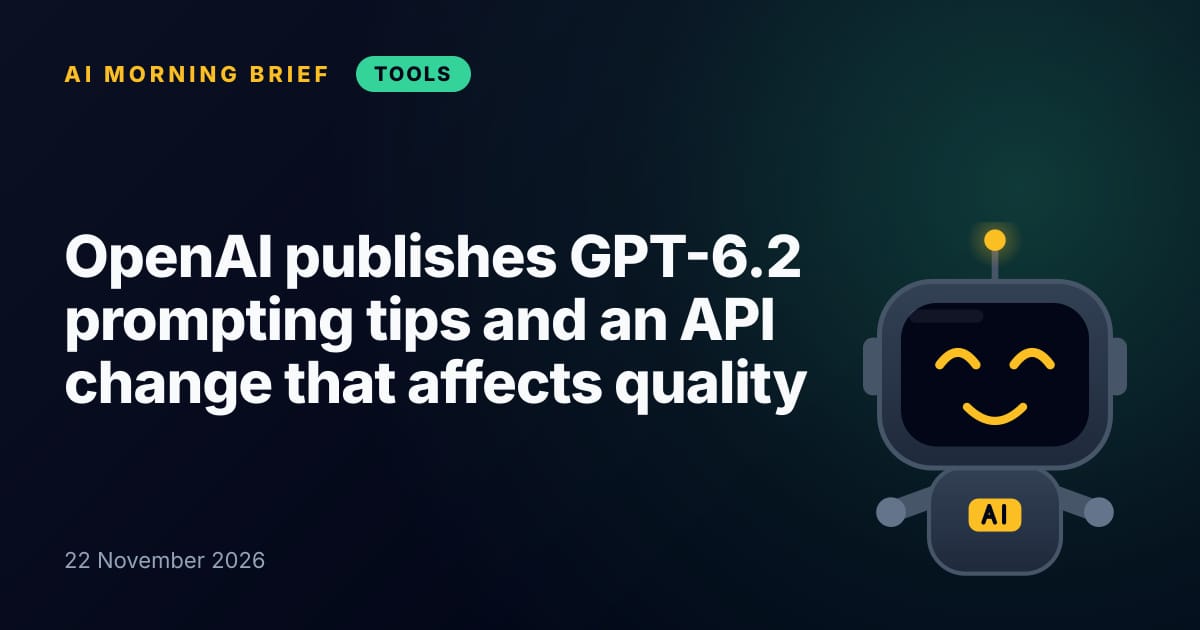 AI MORNING BRIEF TOOLS
OpenAI publishes GPT-6.2
prompting tips and an API
change that affects quality
AI
22 November 2026